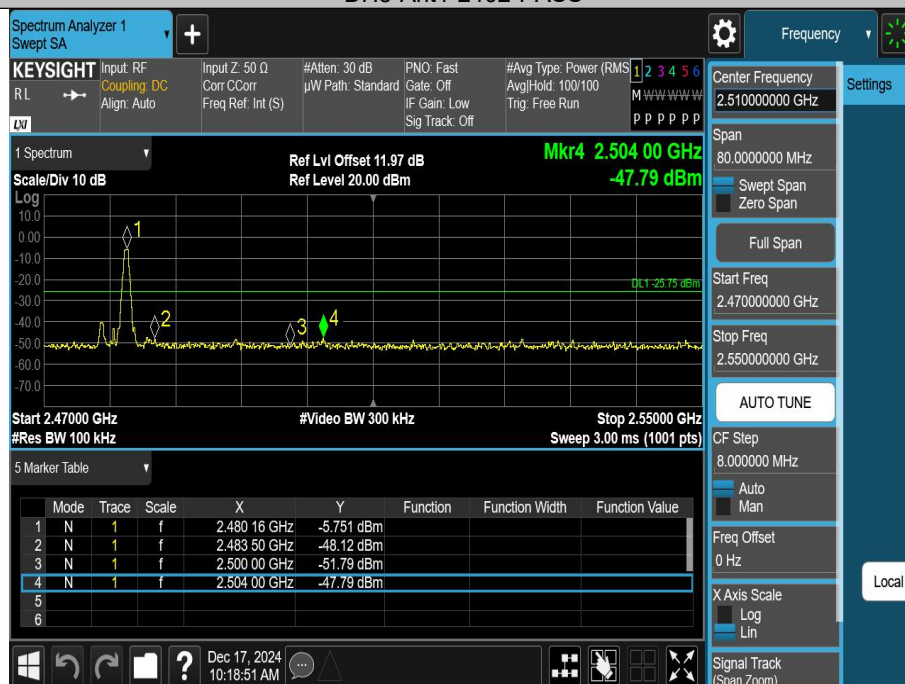 Spectrum Analyzer 1
Swept SA
+
Frequency
KEYSIGHT
RL
LXI
Input: RF
Coupling: DC
Align: Auto
Input Z: 50 Ω
Corr CCorr
Freq Ref: Int (S)
#Atten: 30 dB
µW Path: Standard
PNO: Fast
Gate: Off
IF Gain: Low
Sig Track: Off
#Avg Type: Power (RMS
Avg|Hold: 100/100
Trig: Free Run
1 2 3 4 5 6
M W W W W W
P P P P P P
1 Spectrum
Scale/Div 10 dB
Ref Lvl Offset 11.97 dB
Ref Level 20.00 dBm
Mkr4 2.504 00 GHz
-47.79 dBm
Log
10.0
0.00
-10.0
-20.0
-30.0
-40.0
-50.0
-60.0
-70.0
1
2
3
4
DL1 -25.75 dBm
Start 2.47000 GHz
#Video BW 300 kHz
Stop 2.55000 GHz
#Res BW 100 kHz
Sweep 3.00 ms (1001 pts)
5 Marker Table
Mode Trace Scale X Y Function Function Width Function Value
1 N 1 f 2.480 16 GHz -5.751 dBm
2 N 1 f 2.483 50 GHz -48.12 dBm
3 N 1 f 2.500 00 GHz -51.79 dBm
4 N 1 f 2.504 00 GHz -47.79 dBm
5
6
Dec 17, 2024
10:18:51 AM
Center Frequency
2.510000000 GHz
Settings
Span
80.0000000 MHz
Swept Span
Zero Span
Full Span
Start Freq
2.470000000 GHz
Stop Freq
2.550000000 GHz
AUTO TUNE
CF Step
8.000000 MHz
Auto
Man
Freq Offset
0 Hz
X Axis Scale
Log
Lin
Local
Signal Track
(Span Zoom)